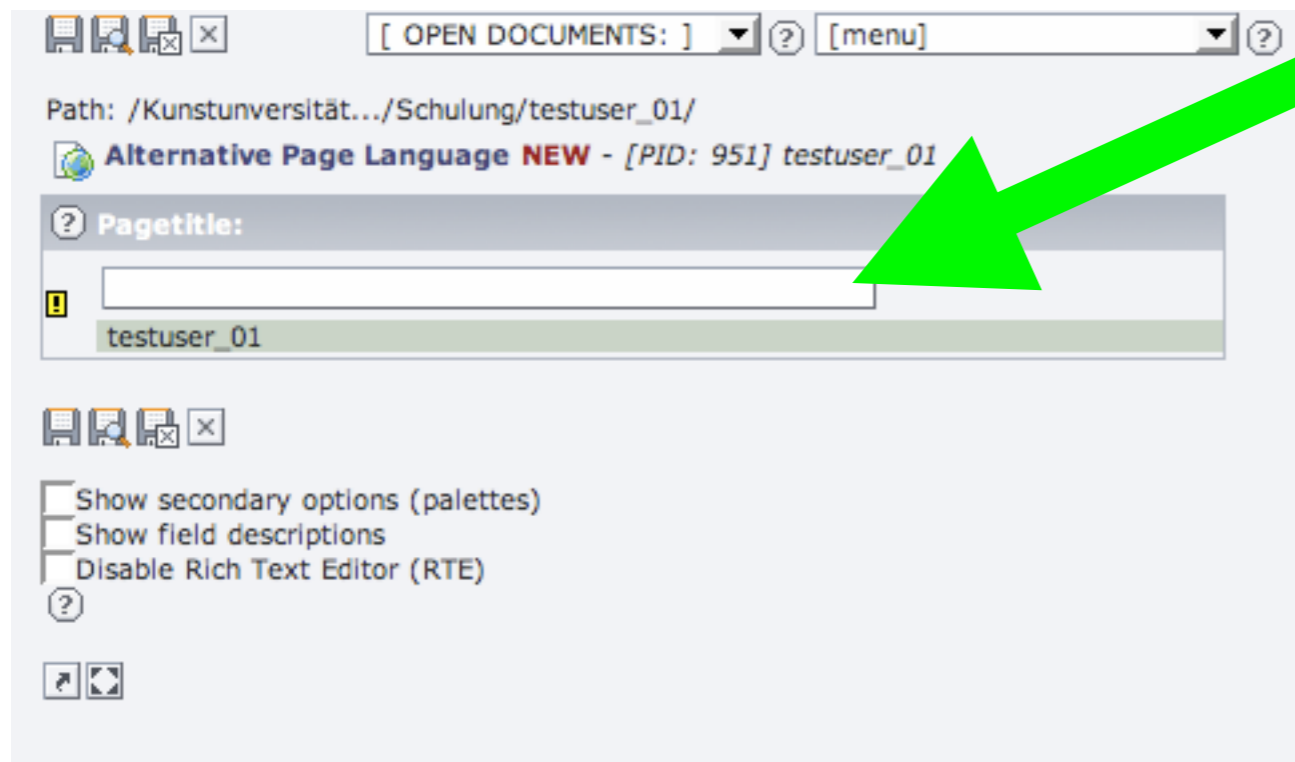 [ OPEN DOCUMENTS: ] [menu]
Path: /Kunstunversität.../Schulung/testuser_01/
Alternative Page Language NEW - [PID: 951] testuser_01
Pagetitle:
testuser_01
Show secondary options (palettes)
Show field descriptions
Disable Rich Text Editor (RTE)